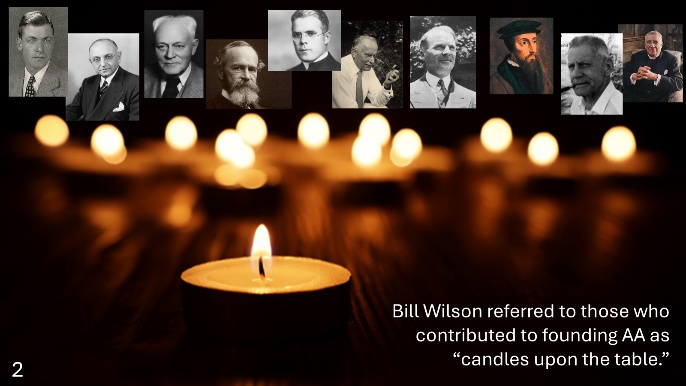 Bill Wilson referred to those who
contributed to founding AA as
“candles upon the table.”
2